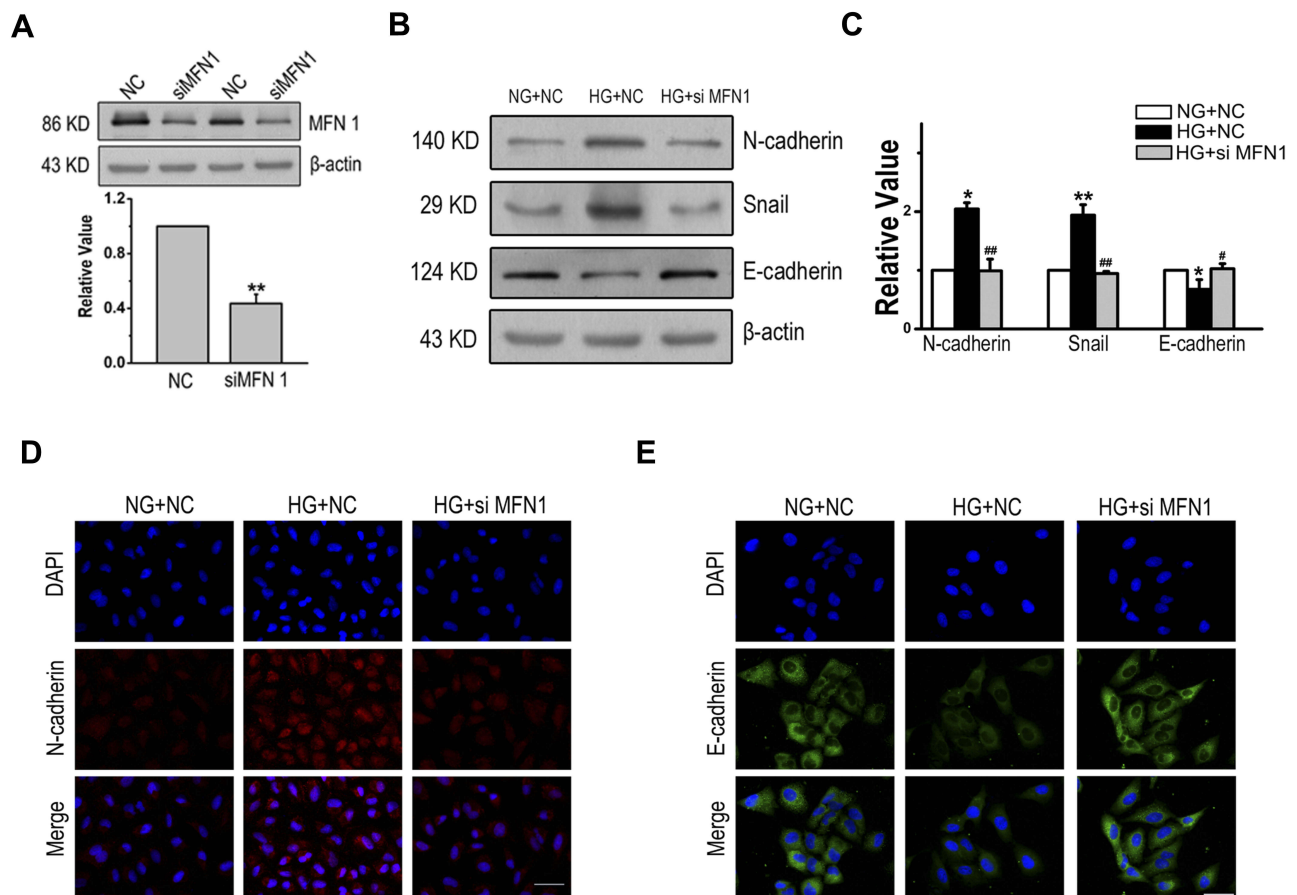 A
NC siMFN1 NC siMFN1
86 KD MFN 1
43 KD β-actin
1.2
0.8
0.4
0.0
Relative Value
**
NC siMFN 1
B
NG+NC HG+NC HG+si MFN1
140 KD N-cadherin
29 KD Snail
124 KD E-cadherin
43 KD β-actin
C
NG+NC
HG+NC
HG+si MFN1
Relative Value
2
0
* ## ** ## * #
N-cadherin Snail E-cadherin
D
NG+NC HG+NC HG+si MFN1
DAPI
N-cadherin
Merge
E
NG+NC HG+NC HG+si MFN1
DAPI
E-cadherin
Merge